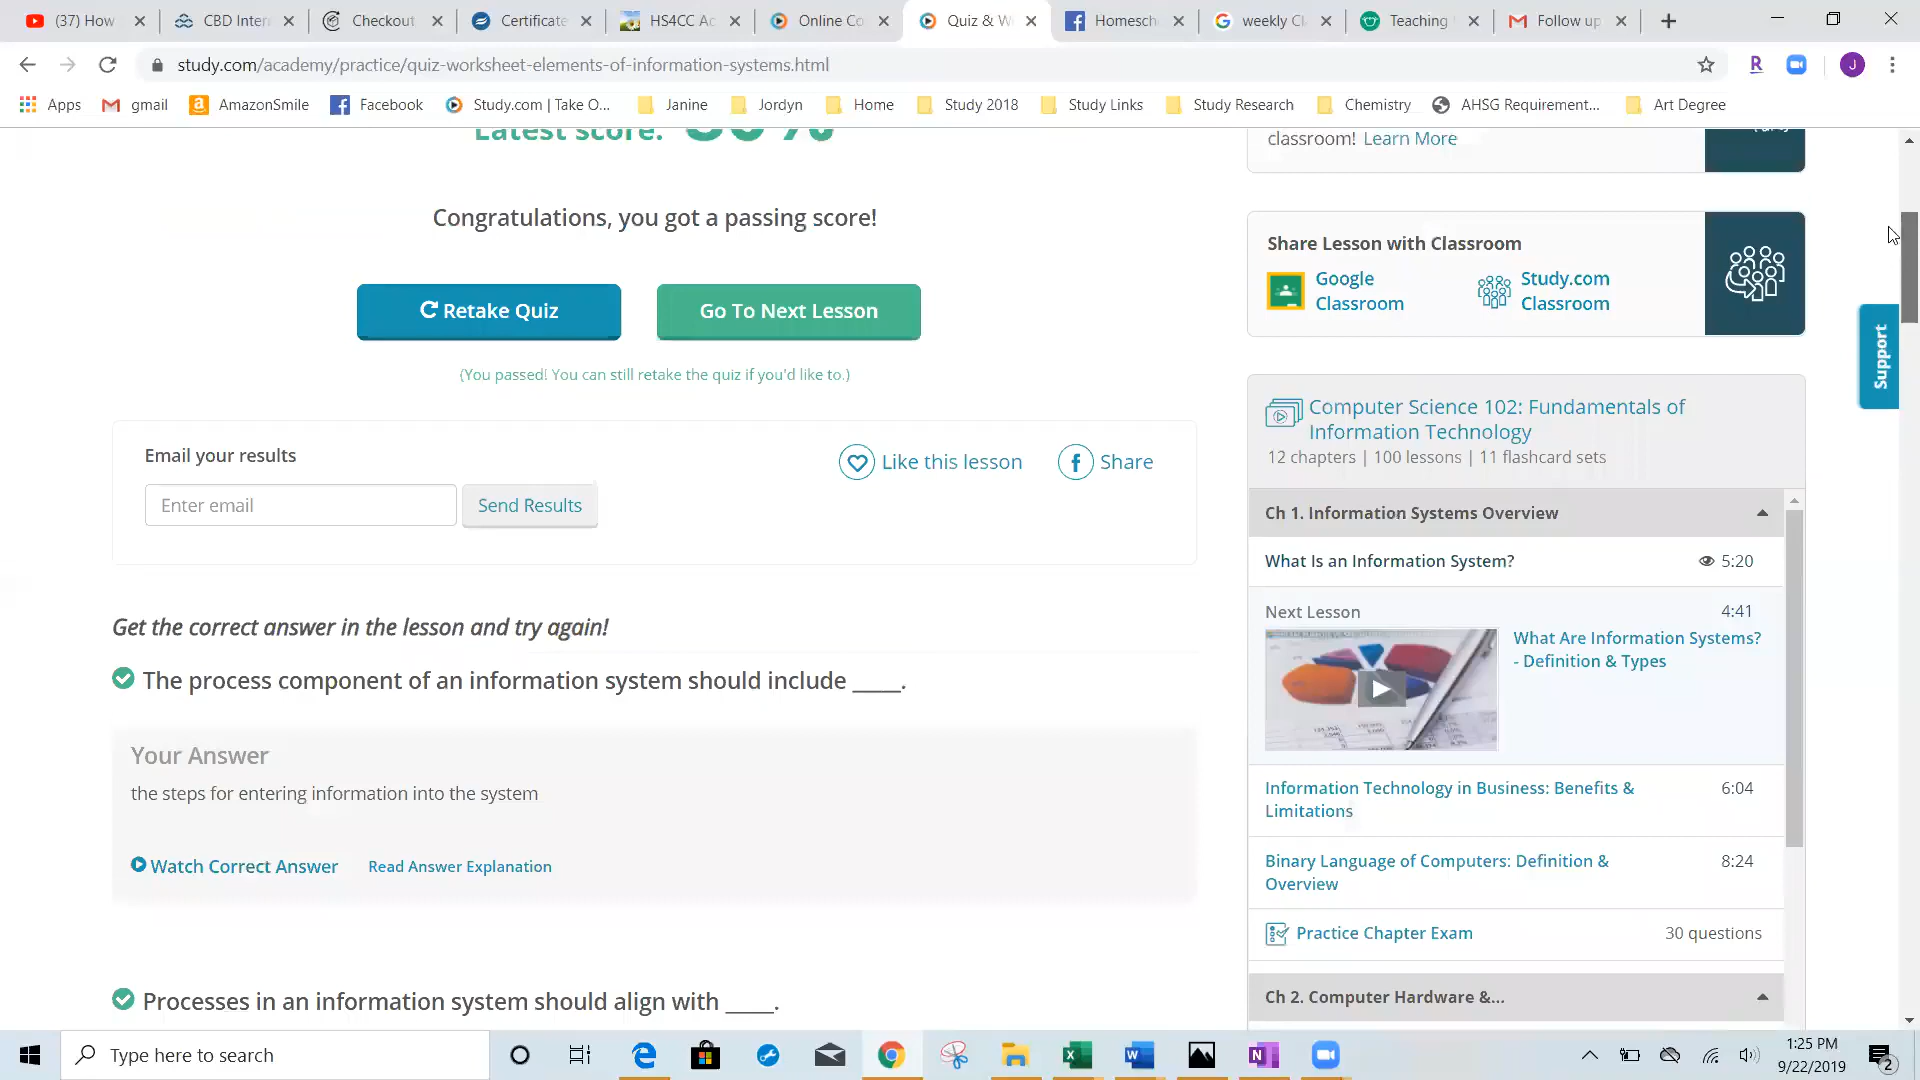 (37) How
CBD Inter
Checkout
Certificate
HS4CC Ac
Online Co
Quiz & W
Homesch
weekly Cl
Teaching
Follow up
study.com/academy/practice/quiz-worksheet-elements-of-information-systems.html
R
J
Apps
gmail
AmazonSmile
Facebook
Study.com | Take O...
Janine
Jordyn
Home
Study 2018
Study Links
Study Research
Chemistry
AHSG Requirement...
Art Degree
Latest score: 80%
Congratulations, you got a passing score!
Retake Quiz
Go To Next Lesson
(You passed! You can still retake the quiz if you'd like to.)
Email your results
Enter email
Send Results
Like this lesson
Share
Get the correct answer in the lesson and try again!
The process component of an information system should include _____.
Your Answer
the steps for entering information into the system
Watch Correct Answer
Read Answer Explanation
Processes in an information system should align with _____.
classroom! Learn More
Share Lesson with Classroom
Google
Classroom
Study.com
Classroom
Support
Computer Science 102: Fundamentals of
Information Technology
12 chapters | 100 lessons | 11 flashcard sets
Ch 1. Information Systems Overview
What Is an Information System?
5:20
Next Lesson
4:41
What Are Information Systems?
- Definition & Types
Information Technology in Business: Benefits &
Limitations
6:04
Binary Language of Computers: Definition &
Overview
8:24
Practice Chapter Exam
30 questions
Ch 2. Computer Hardware &...
Type here to search
1:25 PM
9/22/2019
2